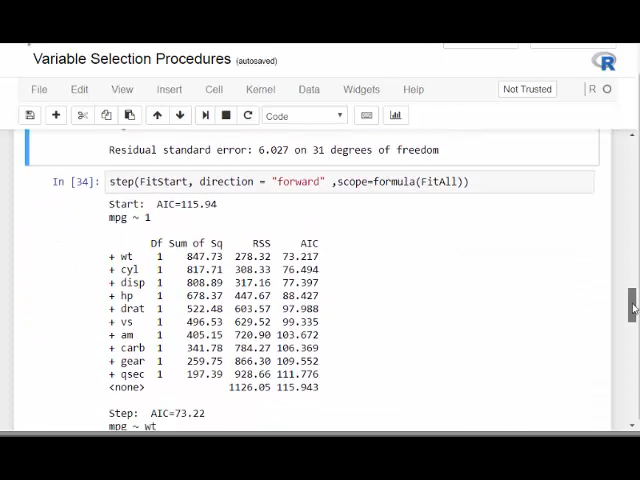 Variable Selection Procedures (autosaved)
R
File Edit View Insert Cell Kernel Data Widgets Help Not Trusted R
Code
Residual standard error: 6.027 on 31 degrees of freedom
In [34]: step(FitStart, direction = "forward" ,scope=formula(FitAll))
Start: AIC=115.94
mpg ~ 1
Df Sum of Sq RSS AIC
+ wt 1 847.73 278.32 73.217
+ cyl 1 817.71 308.33 76.494
+ disp 1 808.89 317.16 77.397
+ hp 1 678.37 447.67 88.427
+ drat 1 522.48 603.57 97.988
+ vs 1 496.53 629.52 99.335
+ am 1 405.15 720.90 103.672
+ carb 1 341.78 784.27 106.369
+ gear 1 259.75 866.30 109.552
+ qsec 1 197.39 928.66 111.776
<none> 1126.05 115.943
Step: AIC=73.22
mpg ~ wt